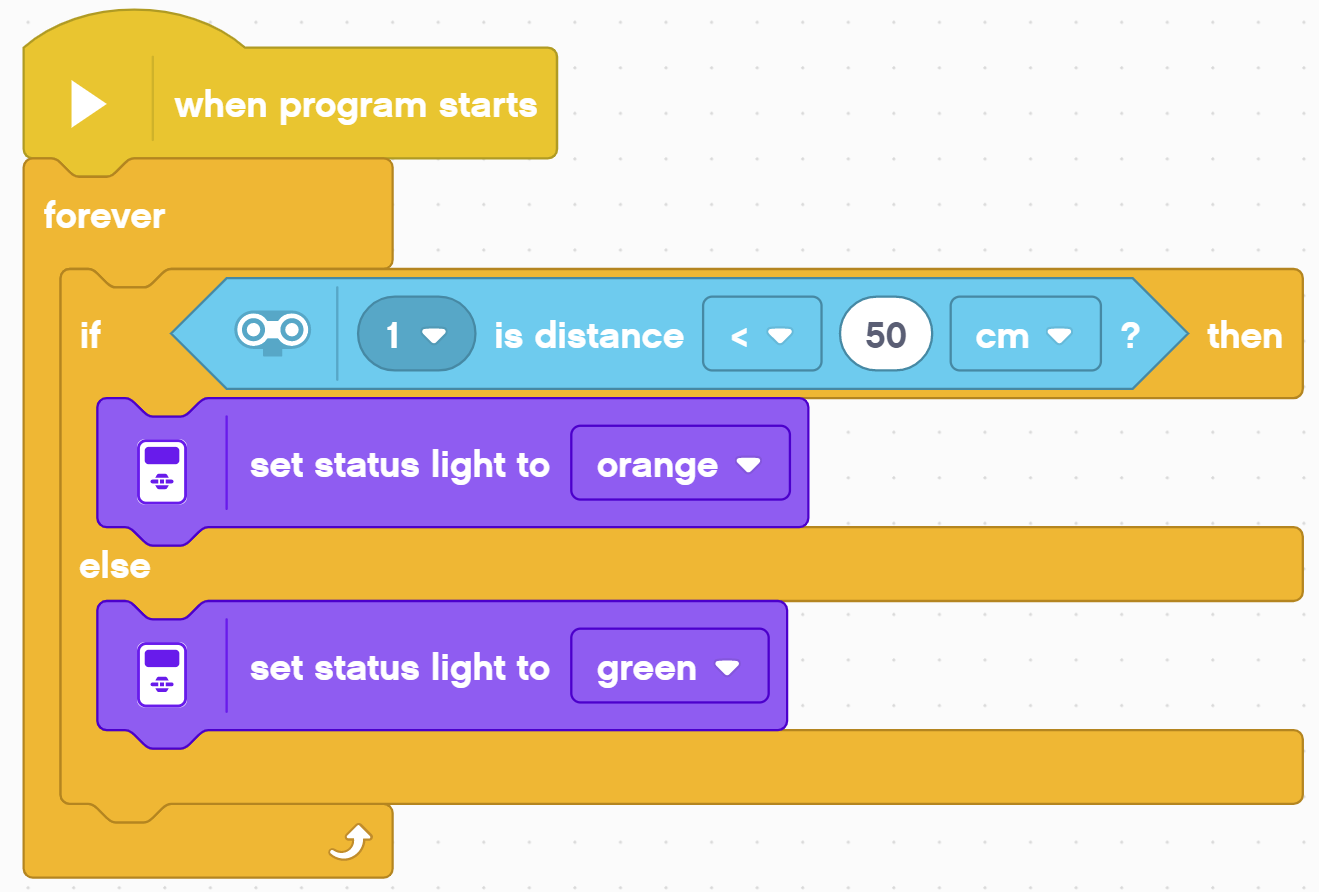 when program starts
forever
if 1 is distance < 50 cm ? then
set status light to orange
else
set status light to green